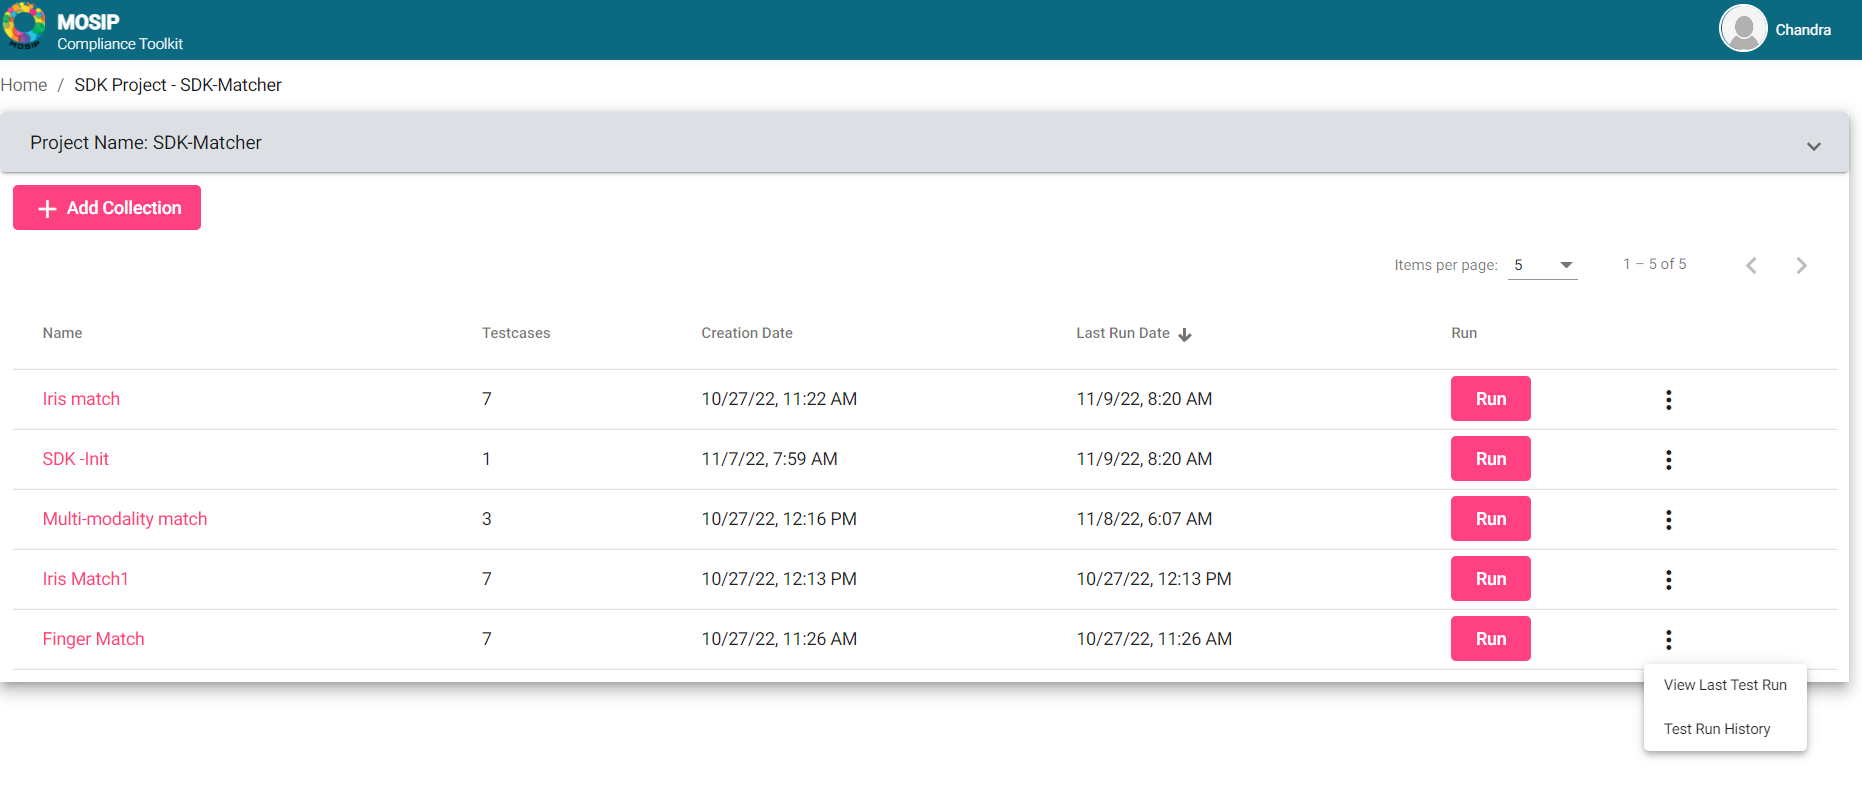 MOSIP
MOSIP
Compliance Toolkit
Chandra
Home / SDK Project - SDK-Matcher
Project Name: SDK-Matcher
Add Collection
Items per page: 5 1 – 5 of 5
Name Testcases Creation Date Last Run Date Run
Iris match 7 10/27/22, 11:22 AM 11/9/22, 8:20 AM Run
SDK -Init 1 11/7/22, 7:59 AM 11/9/22, 8:20 AM Run
Multi-modality match 3 10/27/22, 12:16 PM 11/8/22, 6:07 AM Run
Iris Match1 7 10/27/22, 12:13 PM 10/27/22, 12:13 PM Run
Finger Match 7 10/27/22, 11:26 AM 10/27/22, 11:26 AM Run
View Last Test Run
Test Run History